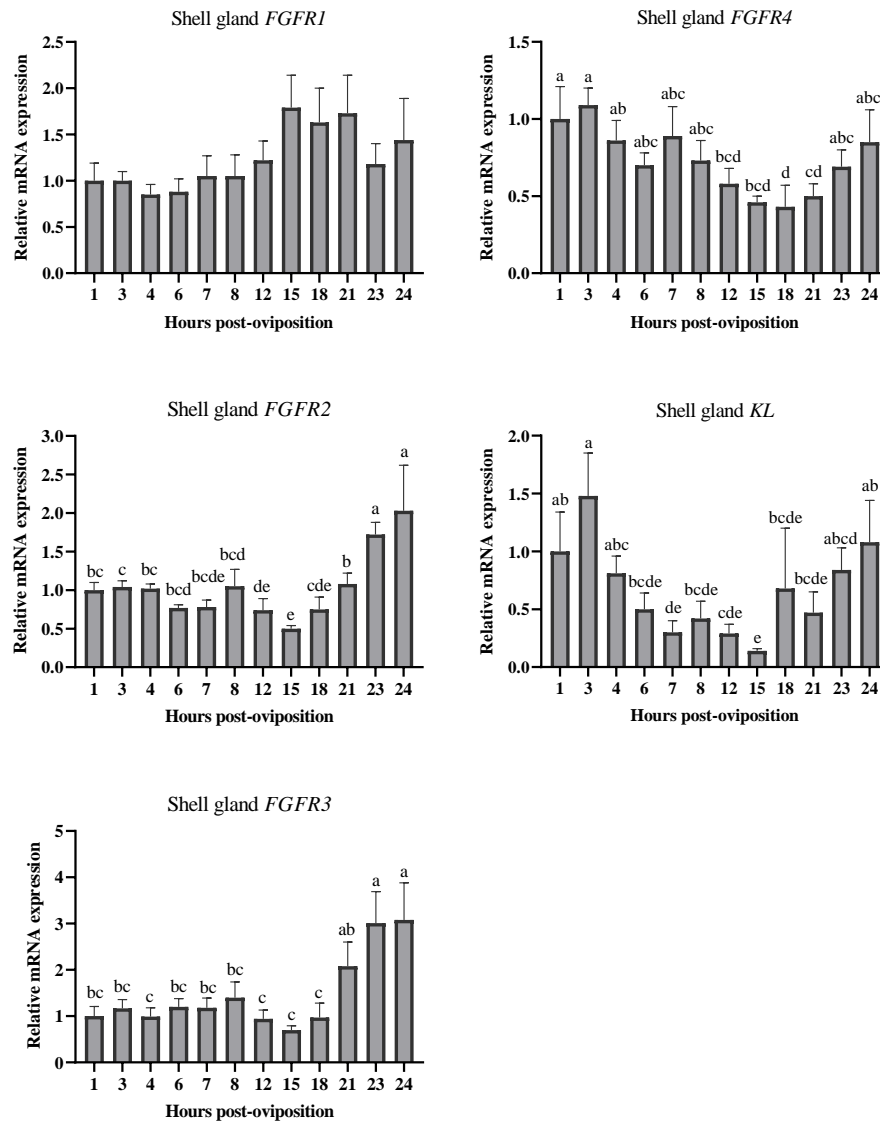 Shell gland FGFR1
Relative mRNA expression
2.5
2.0
1.5
1.0
0.5
0.0
1 3 4 6 7 8 12 15 18 21 23 24
Hours post-oviposition
Shell gland FGFR4
Relative mRNA expression
1.5
1.0
0.5
0.0
a a ab abc abc abc bcd bcd d cd abc abc
1 3 4 6 7 8 12 15 18 21 23 24
Hours post-oviposition
Shell gland FGFR2
Relative mRNA expression
3.0
2.5
2.0
1.5
1.0
0.5
0.0
bc c bc bcd bcde bcd de e cde b a a
1 3 4 6 7 8 12 15 18 21 23 24
Hours post-oviposition
Shell gland KL
Relative mRNA expression
2.0
1.5
1.0
0.5
0.0
ab a abc bcde de bcde cde e bcde bcde abcd ab
1 3 4 6 7 8 12 15 18 21 23 24
Hours post-oviposition
Shell gland FGFR3
Relative mRNA expression
5
4
3
2
1
0
bc bc c bc bc bc c c c ab a a
1 3 4 6 7 8 12 15 18 21 23 24
Hours post-oviposition